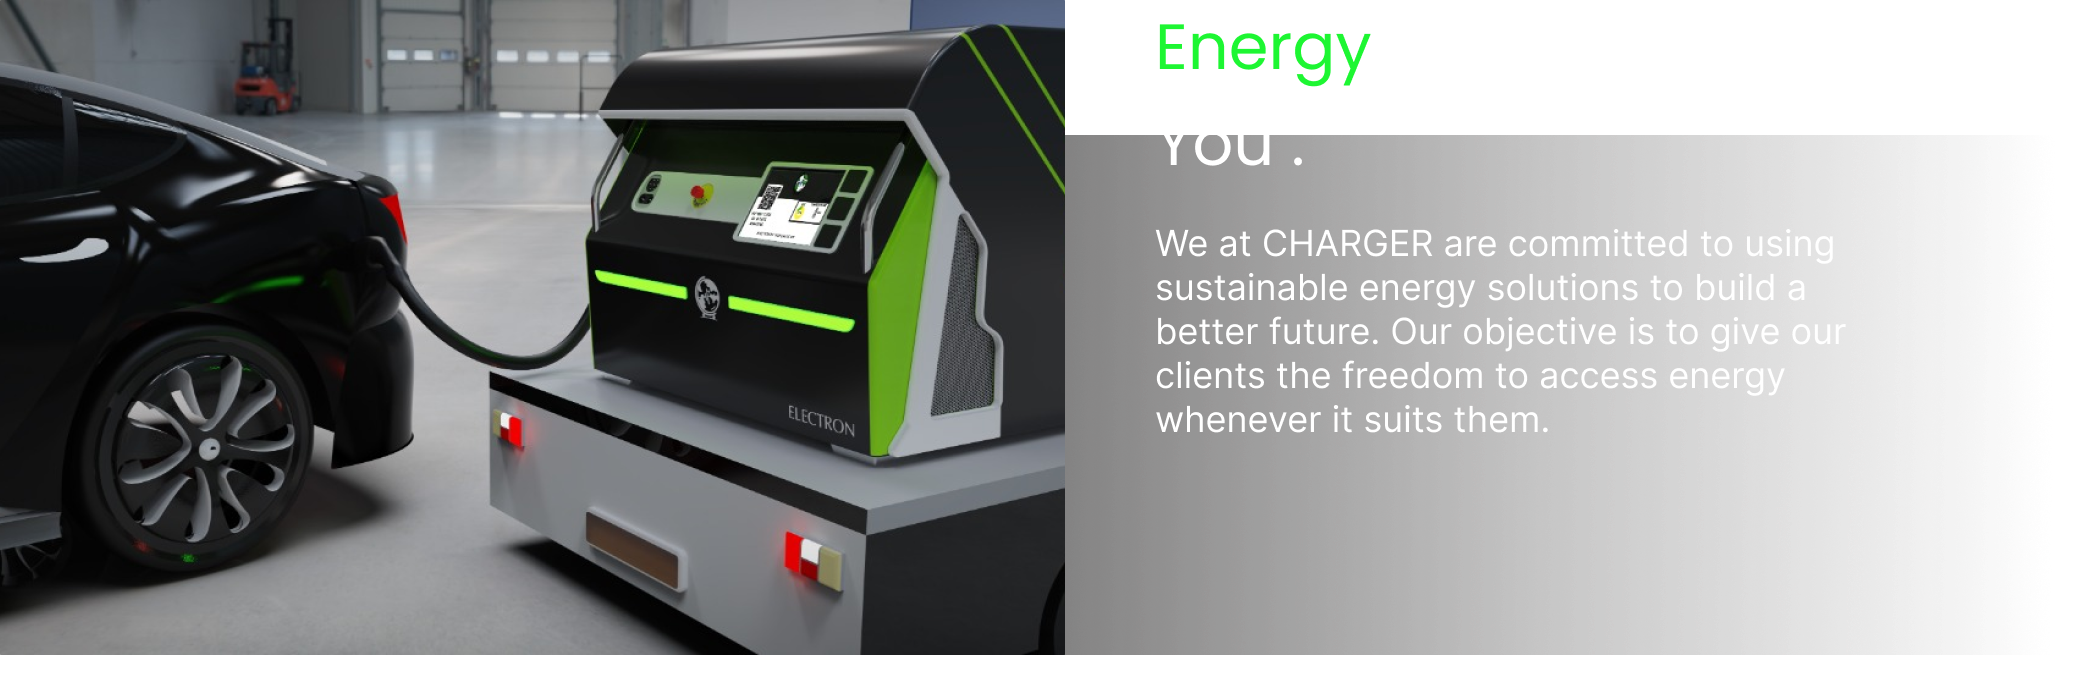 Energy
You .
We at CHARGER are committed to using
sustainable energy solutions to build a
better future. Our objective is to give our
clients the freedom to access energy
whenever it suits them.
ELECTRON